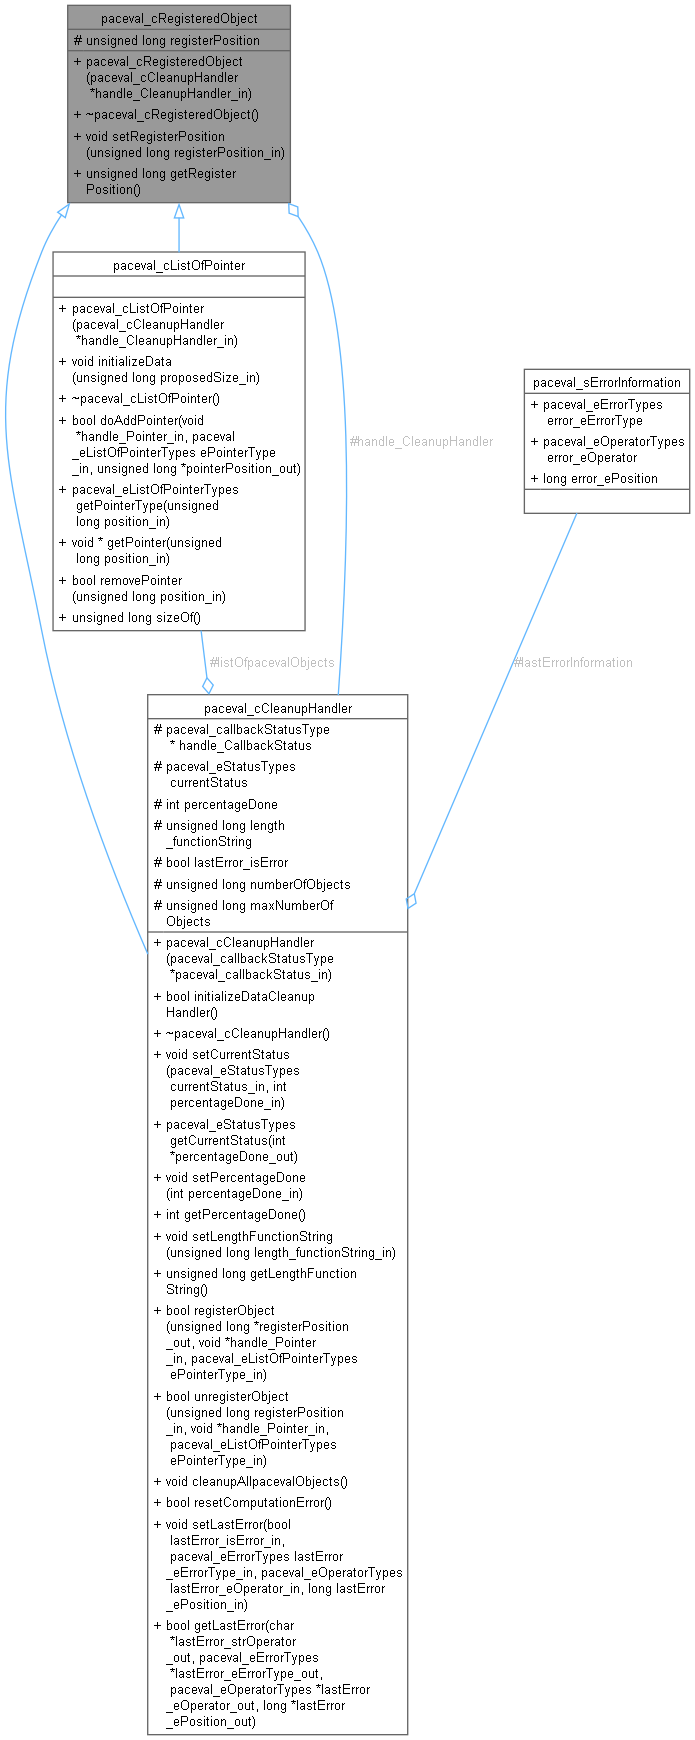 paceval_cRegisteredObject
# unsigned long registerPosition
+ paceval_cRegisteredObject
(paceval_cCleanupHandler
*handle_CleanupHandler_in)
+ ~paceval_cRegisteredObject()
+ void setRegisterPosition
(unsigned long registerPosition_in)
+ unsigned long getRegister
Position()
paceval_cListOfPointer
+ paceval_cListOfPointer
(paceval_cCleanupHandler
*handle_CleanupHandler_in)
+ void initializeData
(unsigned long proposedSize_in)
+ ~paceval_cListOfPointer()
+ bool doAddPointer(void
*handle_Pointer_in, paceval
_eListOfPointerTypes ePointerType
_in, unsigned long *pointerPosition_out)
+ paceval_eListOfPointerTypes
getPointerType(unsigned
long position_in)
+ void * getPointer(unsigned
long position_in)
+ bool removePointer
(unsigned long position_in)
+ unsigned long sizeOf()
#handle_CleanupHandler
paceval_sErrorInformation
+ paceval_eErrorTypes
error_eErrorType
+ paceval_eOperatorTypes
error_eOperator
+ long error_ePosition
#listOfpacevalObjects
#lastErrorInformation
paceval_cCleanupHandler
# paceval_callbackStatusType
* handle_CallbackStatus
# paceval_eStatusTypes
currentStatus
# int percentageDone
# unsigned long length
_functionString
# bool lastError_isError
# unsigned long numberOfObjects
# unsigned long maxNumberOf
Objects
+ paceval_cCleanupHandler
(paceval_callbackStatusType
*paceval_callbackStatus_in)
+ bool initializeDataCleanup
Handler()
+ ~paceval_cCleanupHandler()
+ void setCurrentStatus
(paceval_eStatusTypes
currentStatus_in, int
percentageDone_in)
+ paceval_eStatusTypes
getCurrentStatus(int
*percentageDone_out)
+ void setPercentageDone
(int percentageDone_in)
+ int getPercentageDone()
+ void setLengthFunctionString
(unsigned long length_functionString_in)
+ unsigned long getLengthFunction
String()
+ bool registerObject
(unsigned long *registerPosition
_out, void *handle_Pointer
_in, paceval_eListOfPointerTypes
ePointerType_in)
+ bool unregisterObject
(unsigned long registerPosition
_in, void *handle_Pointer_in,
paceval_eListOfPointerTypes
ePointerType_in)
+ void cleanupAllpacevalObjects()
+ bool resetComputationError()
+ void setLastError(bool
lastError_isError_in,
paceval_eErrorTypes lastError
_eErrorType_in, paceval_eOperatorTypes
lastError_eOperator_in, long lastError
_ePosition_in)
+ bool getLastError(char
*lastError_strOperator
_out, paceval_eErrorTypes
*lastError_eErrorType_out,
paceval_eOperatorTypes *lastError
_eOperator_out, long *lastError
_ePosition_out)